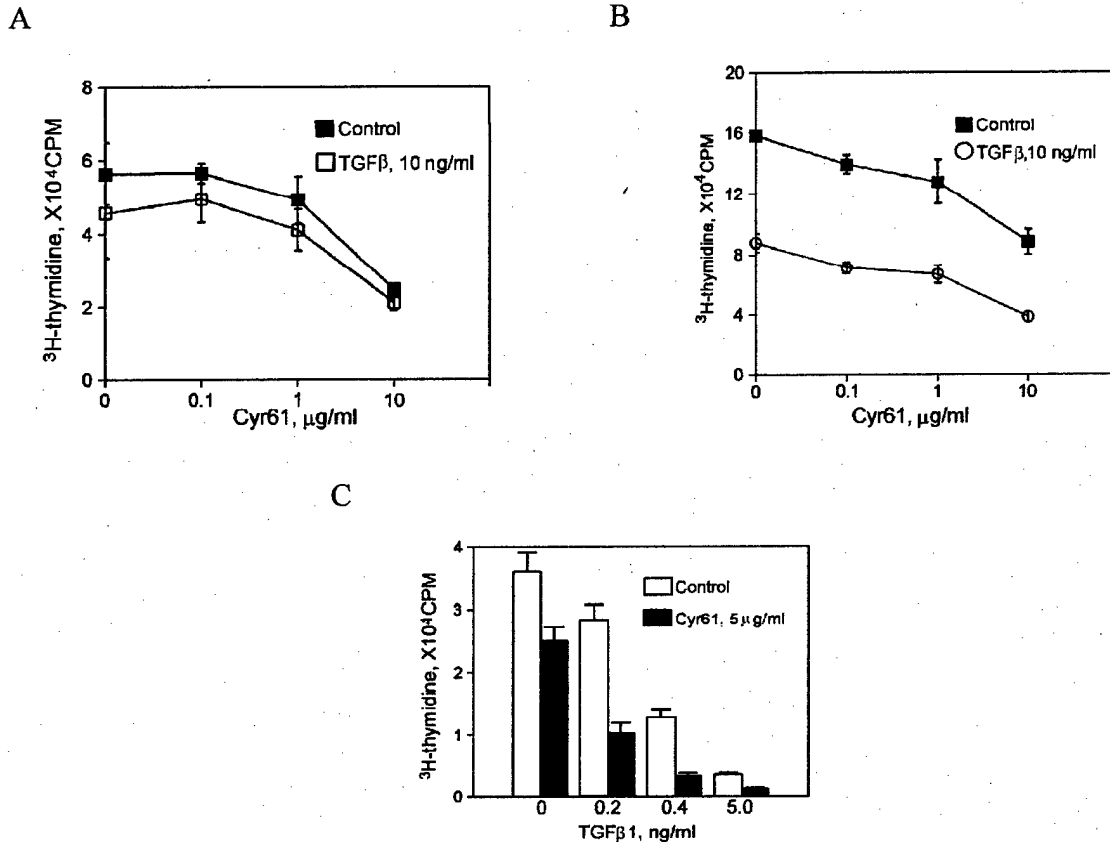 A
³H-thymidine, X10⁴CPM
8
6
4
2
0
Control
TGFβ, 10 ng/ml
0 0.1 1 10
Cyr61, μg/ml
B
³H-thymidine, X10⁴CPM
20
16
12
8
4
0
Control
TGFβ,10 ng/ml
0 0.1 1 10
Cyr61, μg/ml
C
³H-thymidine, X10⁴CPM
4
3
2
1
0
Control
Cyr61, 5μg/ml
0 0.2 0.4 5.0
TGFβ1, ng/ml